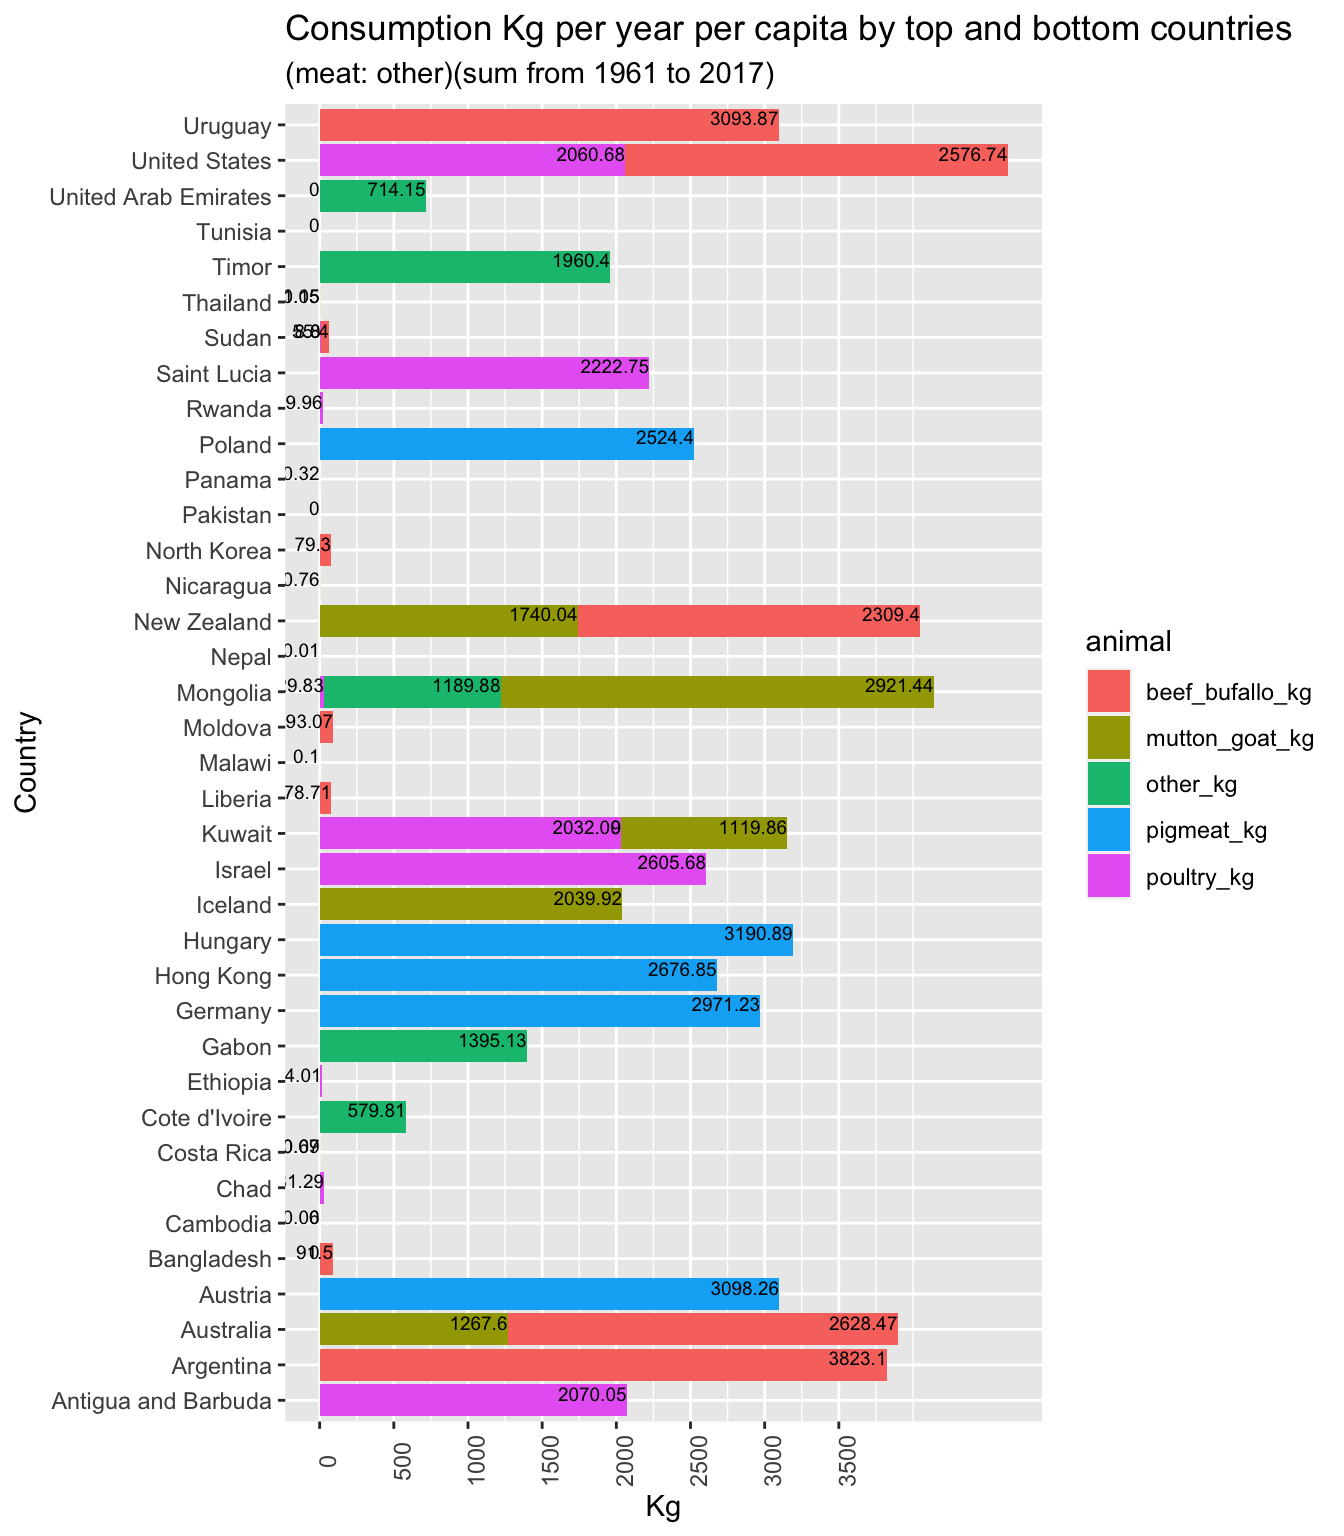 Consumption Kg per year per capita by top and bottom countries
(meat: other)(sum from 1961 to 2017)
Country
Uruguay 3093.87
United States 2060.68 2576.74
United Arab Emirates 0 714.15
Tunisia 0
Timor 1960.4
Thailand
Sudan
Saint Lucia 2222.75
Rwanda 9.96
Poland 2524.4
Panama 0.32
Pakistan 0
North Korea 79.3
Nicaragua 0.76
New Zealand 1740.04 2309.4
Nepal 0.01
Mongolia 9.83 1189.88 2921.44
Moldova 93.07
Malawi 0.1
Liberia 78.71
Kuwait 2032.09 1119.86
Israel 2605.68
Iceland 2039.92
Hungary 3190.89
Hong Kong 2676.85
Germany 2971.23
Gabon 1395.13
Ethiopia 4.01
Cote d'Ivoire 579.81
Costa Rica
Chad 1.29
Cambodia
Bangladesh
Austria 3098.26
Australia 1267.6 2628.47
Argentina 3823.1
Antigua and Barbuda 2070.05
0 500 1000 1500 2000 2500 3000 3500
Kg
animal
beef_bufallo_kg
mutton_goat_kg
other_kg
pigmeat_kg
poultry_kg